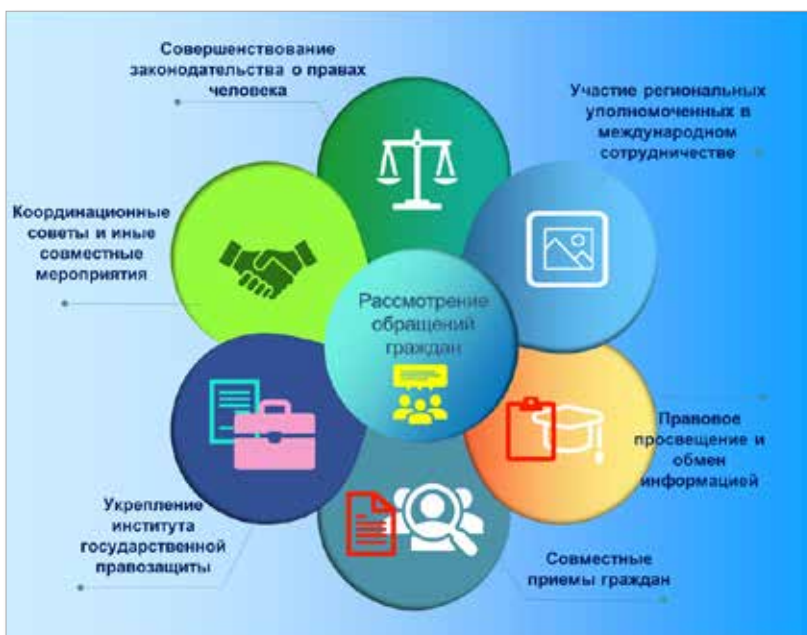 Совершенствование
законодательства о правах
человека
Участие региональных
уполномоченных в
международном
сотрудничестве
Координационные
советы и иные
совместные
мероприятия
Рассмотрение
обращений
граждан
Правовое
просвещение и
обмен
информацией
Укрепление
института
государственной
правозащиты
Совместные
приемы граждан